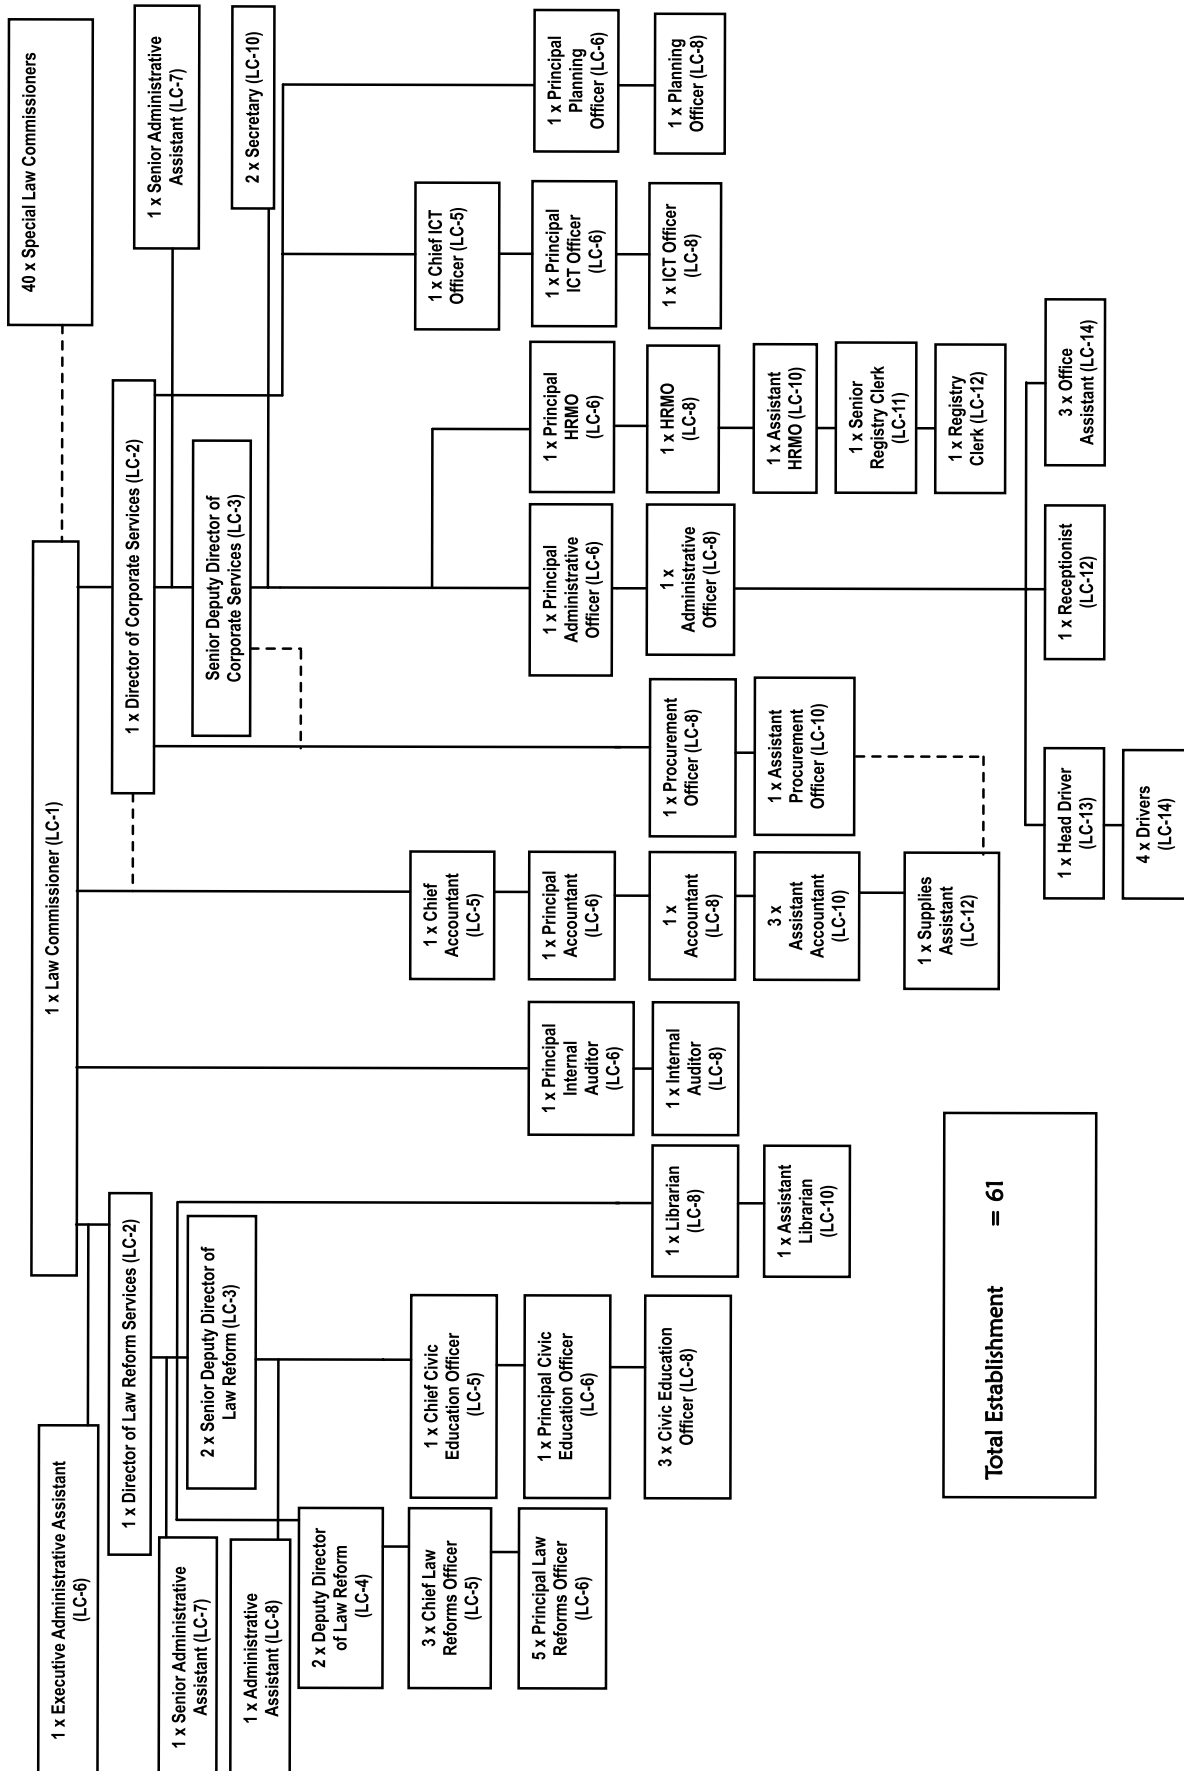 40 x Special Law Commissioners
1 x Law Commissioner (LC-1)
1 x Executive Administrative Assistant
(LC-6)
1 x Director of Law Reform Services (LC-2)
1 x Director of Corporate Services (LC-2)
1 x Senior Administrative
Assistant (LC-7)
1 x Senior Administrative
Assistant (LC-7)
2 x Senior Deputy Director of
Law Reform (LC-3)
Senior Deputy Director of
Corporate Services (LC-3)
1 x Administrative
Assistant (LC-8)
2 x Secretary (LC-10)
2 x Deputy Director
of Law Reform
(LC-4)
3 x Chief Law
Reforms Officer
(LC-5)
5 x Principal Law
Reforms Officer
(LC-6)
1 x Chief Civic
Education Officer
(LC-5)
1 x Principal Civic
Education Officer
(LC-6)
3 x Civic Education
Officer (LC-8)
1 x Librarian
(LC-8)
1 x Assistant
Librarian
(LC-10)
1 x Principal
Internal
Auditor
(LC-6)
1 x Internal
Auditor
(LC-8)
1 x Chief
Accountant
(LC-5)
1 x Principal
Accountant
(LC-6)
1 x
Accountant
(LC-8)
3 x
Assistant
Accountant
(LC-10)
1 x Supplies
Assistant
(LC-12)
1 x Procurement
Officer (LC-8)
1 x Assistant
Procurement
Officer (LC-10)
1 x Principal
Administrative
Officer (LC-6)
1 x
Administrative
Officer (LC-8)
1 x Principal
HRMO
(LC-6)
1 x HRMO
(LC-8)
1 x Assistant
HRMO (LC-10)
1 x Senior
Registry Clerk
(LC-11)
1 x Registry
Clerk (LC-12)
1 x Chief ICT
Officer (LC-5)
1 x Principal
ICT Officer
(LC-6)
1 x ICT Officer
(LC-8)
1 x Principal
Planning
Officer (LC-6)
1 x Planning
Officer (LC-8)
1 x Head Driver
(LC-13)
4 x Drivers
(LC-14)
1 x Receptionist
(LC-12)
3 x Office
Assistant (LC-14)
Total Establishment = 61